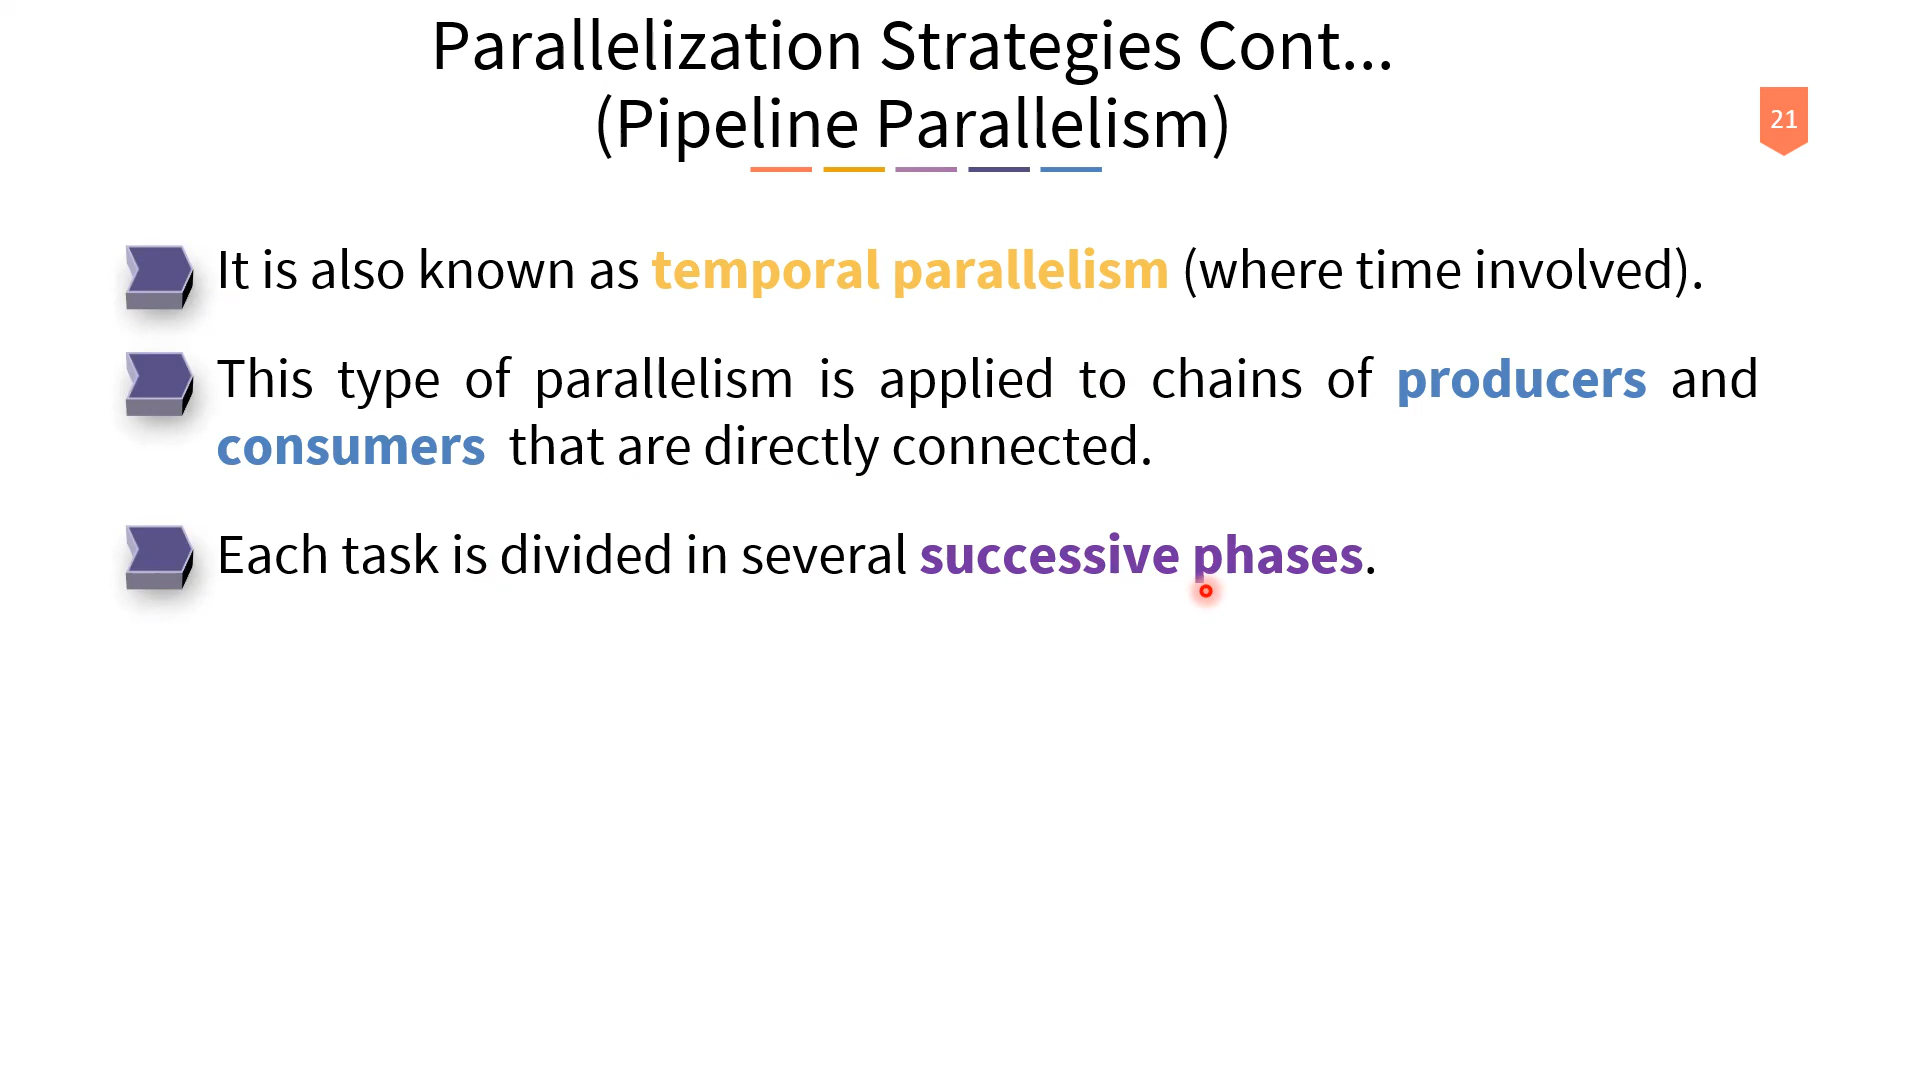 Parallelization Strategies Cont...
(Pipeline Parallelism)
21
It is also known as temporal parallelism (where time involved).
This type of parallelism is applied to chains of producers and
consumers that are directly connected.
Each task is divided in several successive phases.